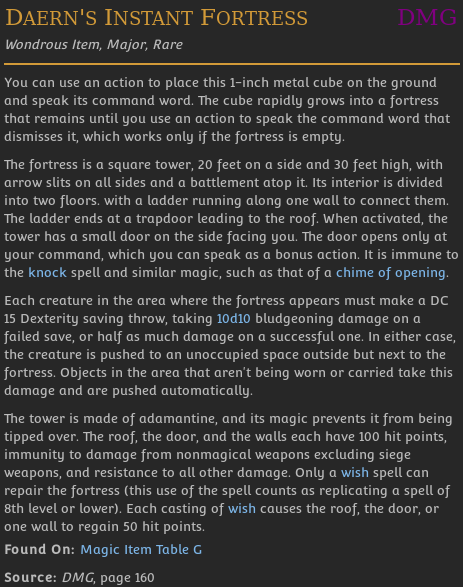 DAERN'S INSTANT FORTRESS DMG
Wondrous Item, Major, Rare
You can use an action to place this 1-inch metal cube on the ground
and speak its command word. The cube rapidly grows into a fortress
that remains until you use an action to speak the command word that
dismisses it, which works only if the fortress is empty.
The fortress is a square tower, 20 feet on a side and 30 feet high, with
arrow slits on all sides and a battlement atop it. Its interior is divided
into two floors. with a ladder running along one wall to connect them.
The ladder ends at a trapdoor leading to the roof. When activated, the
tower has a small door on the side facing you. The door opens only at
your command, which you can speak as a bonus action. It is immune to
the knock spell and similar magic, such as that of a chime of opening.
Each creature in the area where the fortress appears must make a DC
15 Dexterity saving throw, taking 10d10 bludgeoning damage on a
failed save, or half as much damage on a successful one. In either case,
the creature is pushed to an unoccupied space outside but next to the
fortress. Objects in the area that aren't being worn or carried take this
damage and are pushed automatically.
The tower is made of adamantine, and its magic prevents it from being
tipped over. The roof, the door, and the walls each have 100 hit points,
immunity to damage from nonmagical weapons excluding siege
weapons, and resistance to all other damage. Only a wish spell can
repair the fortress (this use of the spell counts as replicating a spell of
8th level or lower). Each casting of wish causes the roof, the door, or
one wall to regain 50 hit points.
Found On: Magic Item Table G
Source: DMG, page 160